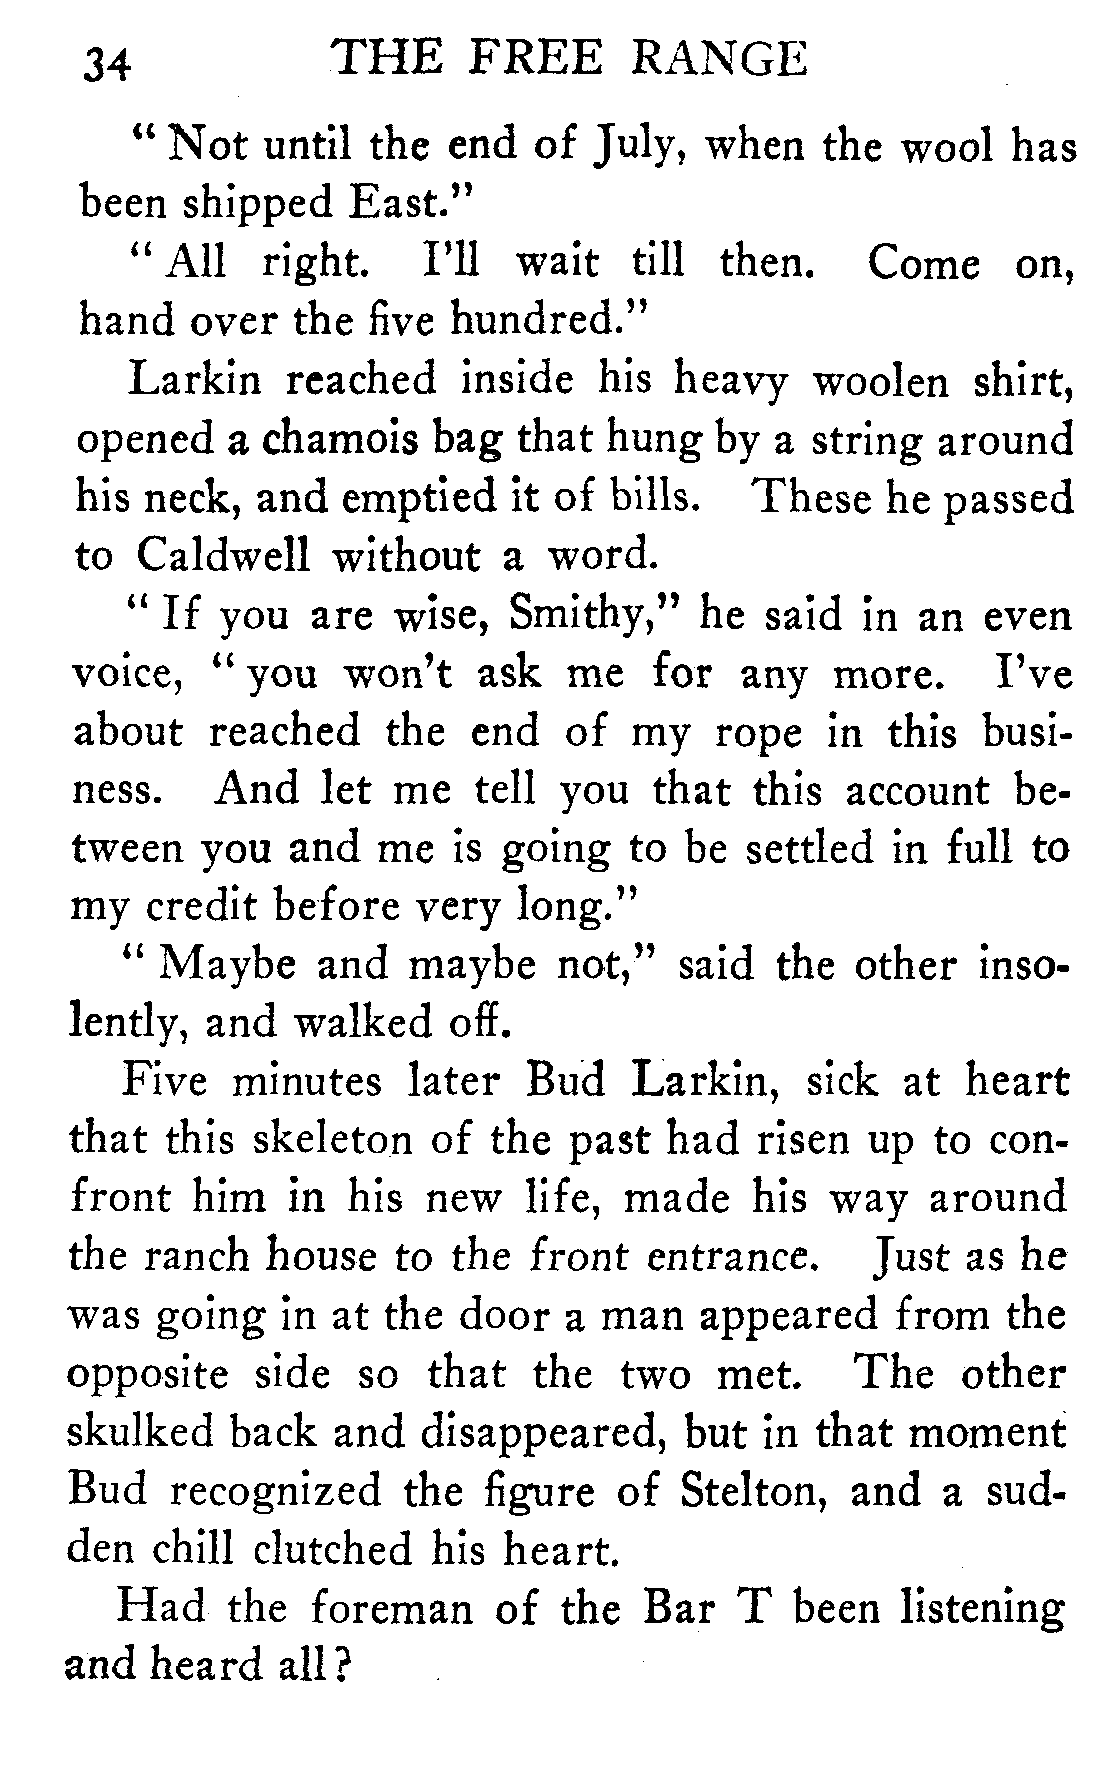 34 THE FREE RANGE
“ Not until the end of July, when the wool has
been shipped East.”
“ All right. I’ll wait till then. Come on,
hand over the five hundred.”
Larkin reached inside his heavy woolen shirt,
opened a chamois bag that hung by a string around
his neck, and emptied it of bills. These he passed
to Caldwell without a word.
“ If you are wise, Smithy,” he said in an even
voice, “ you won’t ask me for any more. I’ve
about reached the end of my rope in this busi-
ness. And let me tell you that this account be-
tween you and me is going to be settled in full to
my credit before very long.”
“ Maybe and maybe not,” said the other inso-
lently, and walked off.
Five minutes later Bud Larkin, sick at heart
that this skeleton of the past had risen up to con-
front him in his new life, made his way around
the ranch house to the front entrance. Just as he
was going in at the door a man appeared from the
opposite side so that the two met. The other
skulked back and disappeared, but in that moment
Bud recognized the figure of Stelton, and a sud-
den chill clutched his heart.
Had the foreman of the Bar T been listening
and heard all?